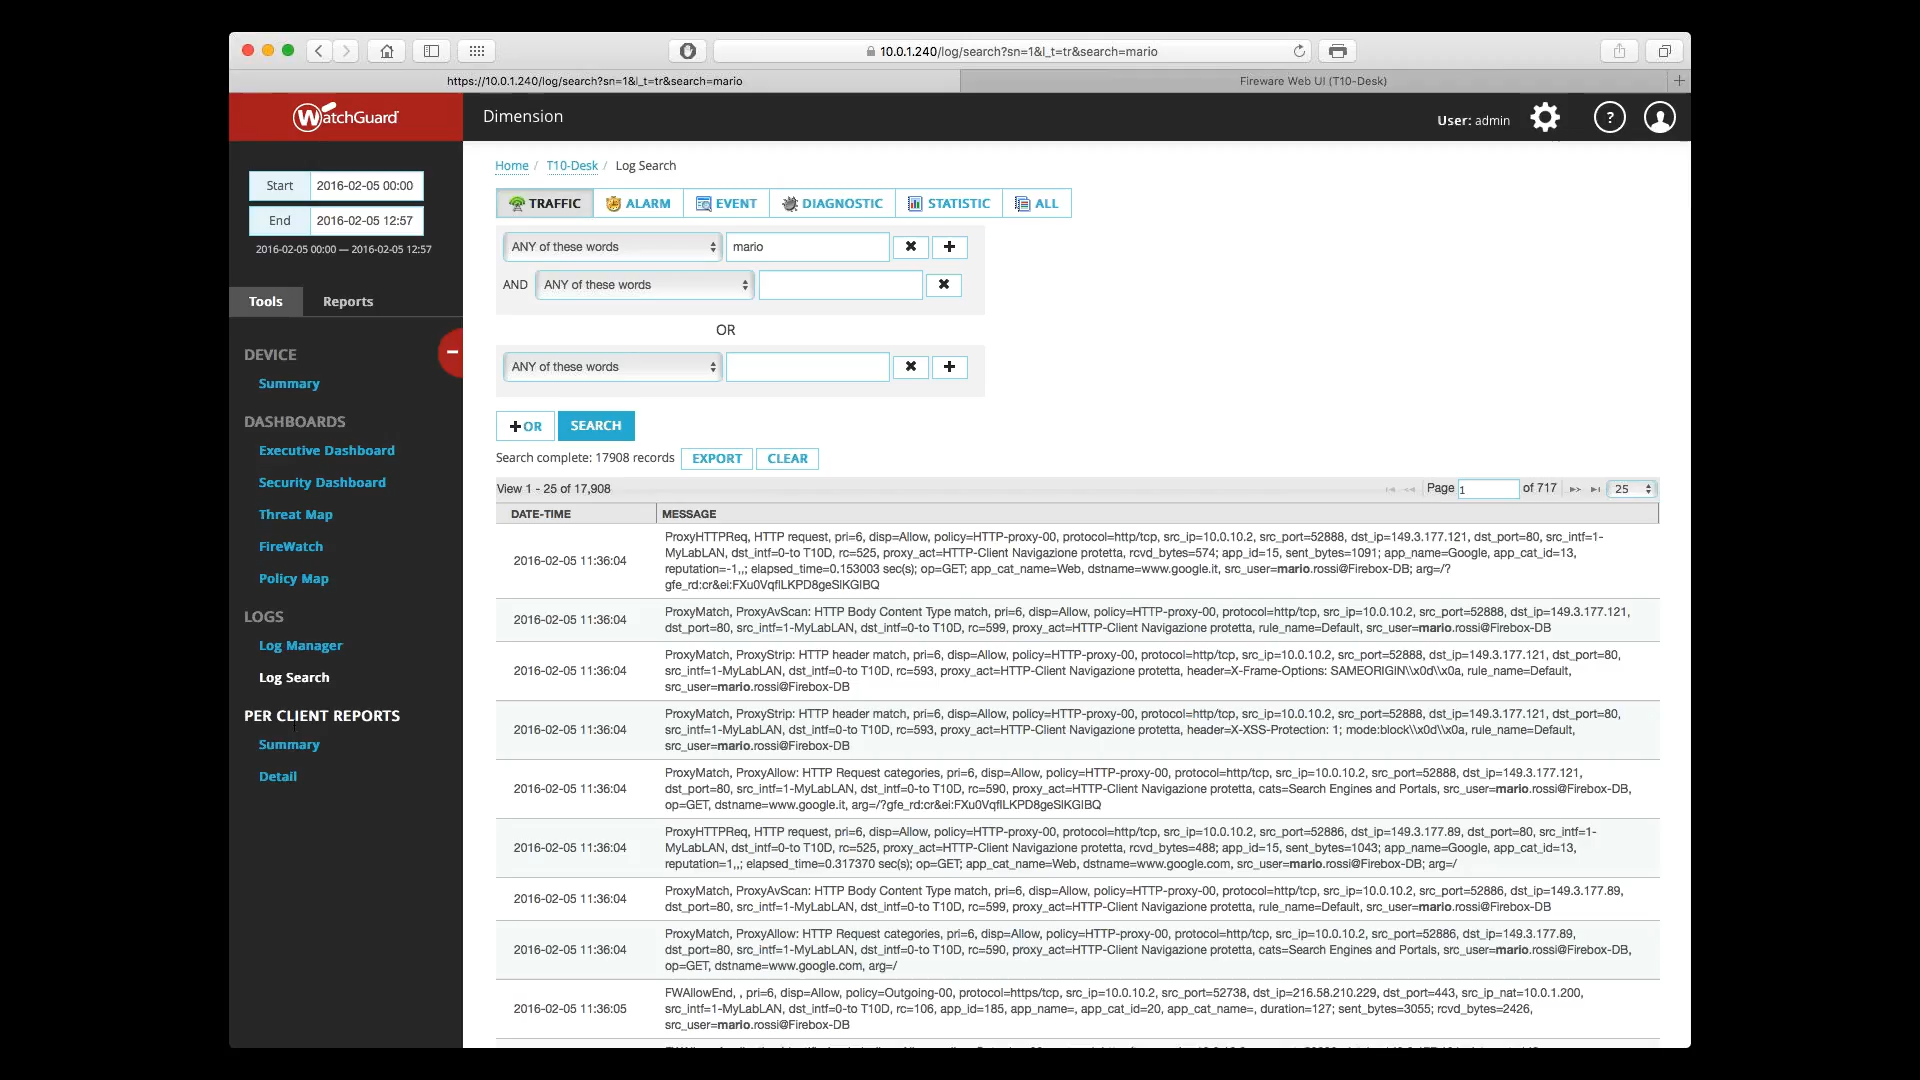 10.0.1.240/log/search?sn=1&l_t=tr&search=mario
https://10.0.1.240/log/search?sn=1&l_t=tr&search=mario
Fireware Web UI (T10-Desk)
WatchGuard
Dimension
User: admin
?
Start 2016-02-05 00:00
End 2016-02-05 12:57
2016-02-05 00:00 — 2016-02-05 12:57
Tools Reports
DEVICE
Summary
DASHBOARDS
Executive Dashboard
Security Dashboard
Threat Map
FireWatch
Policy Map
LOGS
Log Manager
Log Search
PER CLIENT REPORTS
Summary
Detail
Home / T10-Desk / Log Search
TRAFFIC ALARM EVENT DIAGNOSTIC STATISTIC ALL
ANY of these words mario
AND ANY of these words
OR
ANY of these words
+OR SEARCH
Search complete: 17908 records EXPORT CLEAR
View 1 - 25 of 17,908 Page 1 of 717 25
DATE-TIME MESSAGE
2016-02-05 11:36:04
ProxyHTTPReq, HTTP request, pri=6, disp=Allow, policy=HTTP-proxy-00, protocol=http/tcp, src_ip=10.0.10.2, src_port=52888, dst_ip=149.3.177.121, dst_port=80, src_intf=1-
MyLabLAN, dst_intf=0-to T10D, rc=525, proxy_act=HTTP-Client Navigazione protetta, rcvd_bytes=574; app_id=15, sent_bytes=1091; app_name=Google, app_cat_id=13,
reputation=-1,,; elapsed_time=0.153003 sec(s); op=GET; app_cat_name=Web, dstname=www.google.it, src_user=mario.rossi@Firebox-DB; arg=/?
gfe_rd:cr&ei:FXu0VqflLKPD8geSlKGIBQ
2016-02-05 11:36:04
ProxyMatch, ProxyAvScan: HTTP Body Content Type match, pri=6, disp=Allow, policy=HTTP-proxy-00, protocol=http/tcp, src_ip=10.0.10.2, src_port=52888, dst_ip=149.3.177.121,
dst_port=80, src_intf=1-MyLabLAN, dst_intf=0-to T10D, rc=599, proxy_act=HTTP-Client Navigazione protetta, rule_name=Default, src_user=mario.rossi@Firebox-DB
2016-02-05 11:36:04
ProxyMatch, ProxyStrip: HTTP header match, pri=6, disp=Allow, policy=HTTP-proxy-00, protocol=http/tcp, src_ip=10.0.10.2, src_port=52888, dst_ip=149.3.177.121, dst_port=80,
src_intf=1-MyLabLAN, dst_intf=0-to T10D, rc=593, proxy_act=HTTP-Client Navigazione protetta, header=X-Frame-Options: SAMEORIGIN\\x0d\\x0a, rule_name=Default,
src_user=mario.rossi@Firebox-DB
2016-02-05 11:36:04
ProxyMatch, ProxyStrip: HTTP header match, pri=6, disp=Allow, policy=HTTP-proxy-00, protocol=http/tcp, src_ip=10.0.10.2, src_port=52888, dst_ip=149.3.177.121, dst_port=80,
src_intf=1-MyLabLAN, dst_intf=0-to T10D, rc=593, proxy_act=HTTP-Client Navigazione protetta, header=X-XSS-Protection: 1; mode:block\\x0d\\x0a, rule_name=Default,
src_user=mario.rossi@Firebox-DB
2016-02-05 11:36:04
ProxyMatch, ProxyAllow: HTTP Request categories, pri=6, disp=Allow, policy=HTTP-proxy-00, protocol=http/tcp, src_ip=10.0.10.2, src_port=52888, dst_ip=149.3.177.121,
dst_port=80, src_intf=1-MyLabLAN, dst_intf=0-to T10D, rc=590, proxy_act=HTTP-Client Navigazione protetta, cats=Search Engines and Portals, src_user=mario.rossi@Firebox-DB,
op=GET, dstname=www.google.it, arg=/?gfe_rd:cr&ei:FXu0VqflLKPD8geSlKGIBQ
2016-02-05 11:36:04
ProxyHTTPReq, HTTP request, pri=6, disp=Allow, policy=HTTP-proxy-00, protocol=http/tcp, src_ip=10.0.10.2, src_port=52886, dst_ip=149.3.177.89, dst_port=80, src_intf=1-
MyLabLAN, dst_intf=0-to T10D, rc=525, proxy_act=HTTP-Client Navigazione protetta, rcvd_bytes=488; app_id=15, sent_bytes=1043; app_name=Google, app_cat_id=13,
reputation=1,,; elapsed_time=0.317370 sec(s); op=GET; app_cat_name=Web, dstname=www.google.com, src_user=mario.rossi@Firebox-DB; arg=/
2016-02-05 11:36:04
ProxyMatch, ProxyAvScan: HTTP Body Content Type match, pri=6, disp=Allow, policy=HTTP-proxy-00, protocol=http/tcp, src_ip=10.0.10.2, src_port=52886, dst_ip=149.3.177.89,
dst_port=80, src_intf=1-MyLabLAN, dst_intf=0-to T10D, rc=599, proxy_act=HTTP-Client Navigazione protetta, rule_name=Default, src_user=mario.rossi@Firebox-DB
2016-02-05 11:36:04
ProxyMatch, ProxyAllow: HTTP Request categories, pri=6, disp=Allow, policy=HTTP-proxy-00, protocol=http/tcp, src_ip=10.0.10.2, src_port=52886, dst_ip=149.3.177.89,
dst_port=80, src_intf=1-MyLabLAN, dst_intf=0-to T10D, rc=590, proxy_act=HTTP-Client Navigazione protetta, cats=Search Engines and Portals, src_user=mario.rossi@Firebox-DB,
op=GET, dstname=www.google.com, arg=/
2016-02-05 11:36:05
FWAllowEnd, , pri=6, disp=Allow, policy=Outgoing-00, protocol=https/tcp, src_ip=10.0.10.2, src_port=52738, dst_ip=216.58.210.229, dst_port=443, src_ip_nat=10.0.1.200,
src_intf=1-MyLabLAN, dst_intf=0-to T10D, rc=106, app_id=185, app_name=, app_cat_id=20, app_cat_name=, duration=127; sent_bytes=3055; rcvd_bytes=2426,
src_user=mario.rossi@Firebox-DB